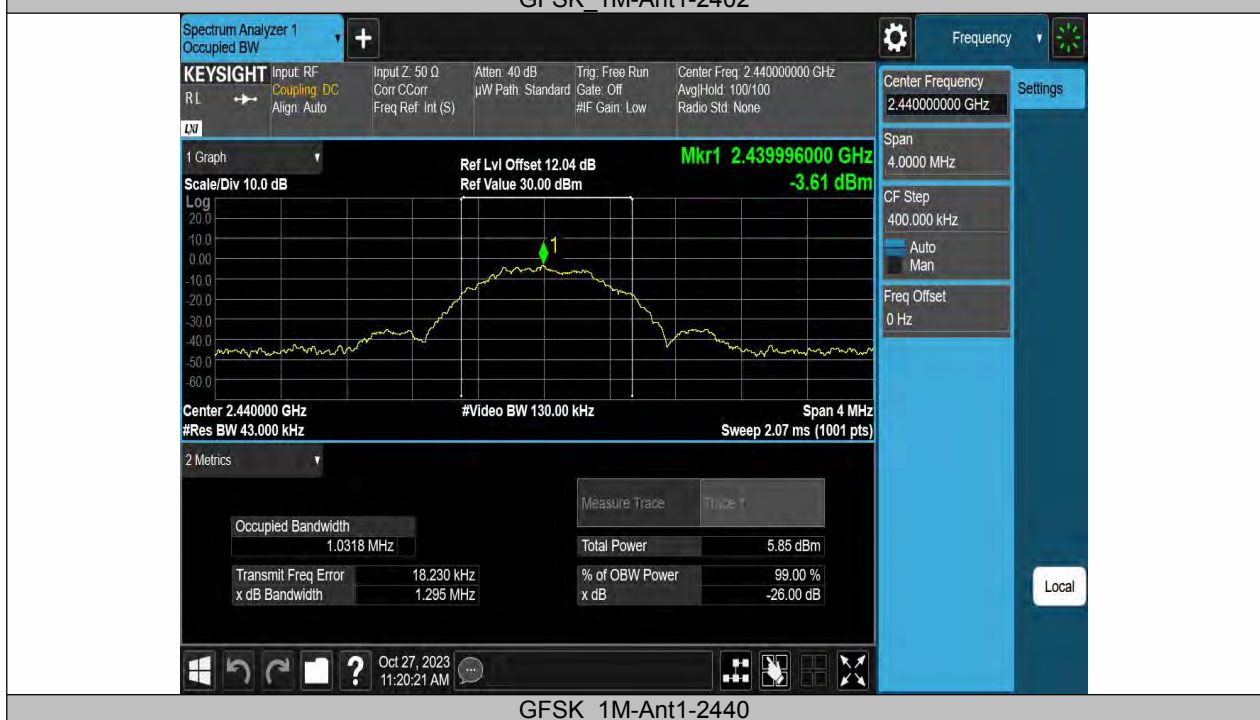 GFSK_1M-Ant1-2402
Spectrum Analyzer 1
Occupied BW
+
Frequency
KEYSIGHT
RL
LXI
Input: RF
Coupling: DC
Align: Auto
Input Z: 50 Ω
Corr CCorr
Freq Ref: Int (S)
Atten: 40 dB
µW Path: Standard
Trig: Free Run
Gate: Off
#IF Gain: Low
Center Freq: 2.440000000 GHz
Avg|Hold: 100/100
Radio Std: None
Center Frequency
2.440000000 GHz
Settings
Span
4.0000 MHz
CF Step
400.000 kHz
Auto
Man
Freq Offset
0 Hz
Local
1 Graph
Scale/Div 10.0 dB
Ref Lvl Offset 12.04 dB
Ref Value 30.00 dBm
Mkr1 2.439996000 GHz
-3.61 dBm
Log
20.0
10.0
0.00
-10.0
-20.0
-30.0
-40.0
-50.0
-60.0
1
Center 2.440000 GHz
#Res BW 43.000 kHz
#Video BW 130.00 kHz
Span 4 MHz
Sweep 2.07 ms (1001 pts)
2 Metrics
Measure Trace Trace 1
Occupied Bandwidth
1.0318 MHz
Total Power 5.85 dBm
Transmit Freq Error 18.230 kHz
% of OBW Power 99.00 %
x dB Bandwidth 1.295 MHz
x dB -26.00 dB
?
Oct 27, 2023
11:20:21 AM
GFSK_1M-Ant1-2440